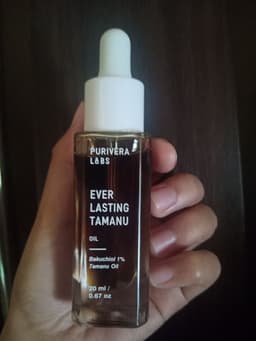 PURIVERA
LABS
EVER
LASTING
TAMANU
OIL
Bakuchiol 1%
Tamanu Oil
20 ml /
0.67 oz